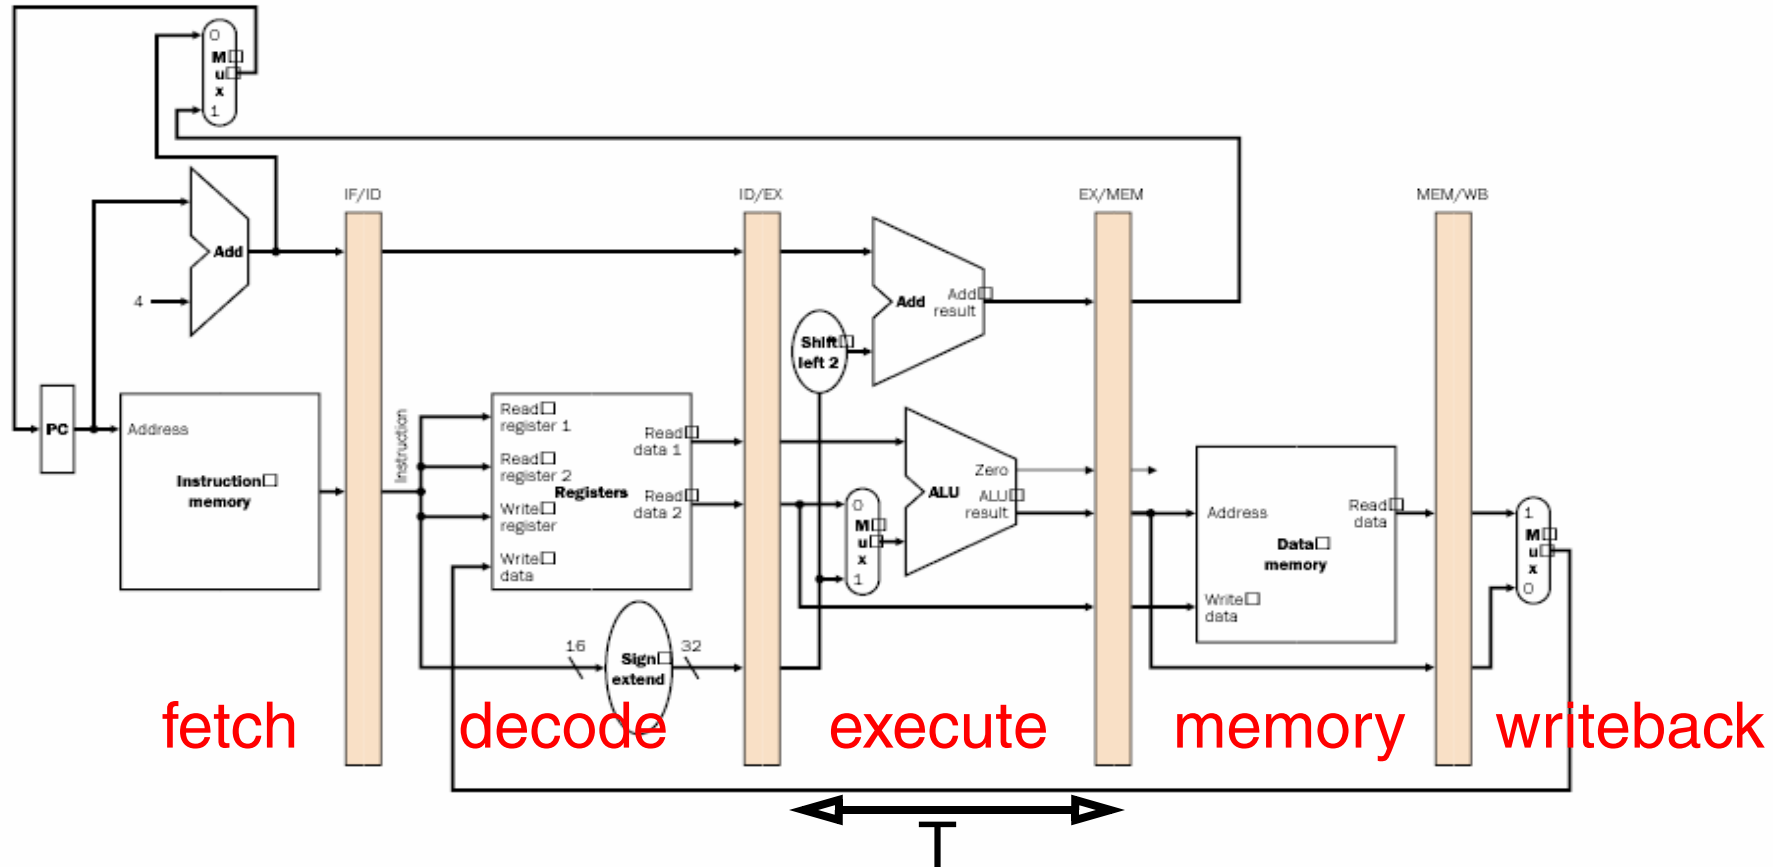 0
M
u
x
1
IF/ID
ID/EX
EX/MEM
MEM/WB
Add
4
Add
Add
result
Shift
left 2
PC
Address
Instruction
memory
Instruction
Read
register 1
Read
register 2
Write
register
Write
data
Registers
Read
data 1
Read
data 2
16
Sign
extend
32
0
M
u
x
1
Zero
ALU
ALU
result
Address
Read
data
Data
memory
Write
data
1
M
u
x
0
fetch
decode
execute
memory
writeback
T